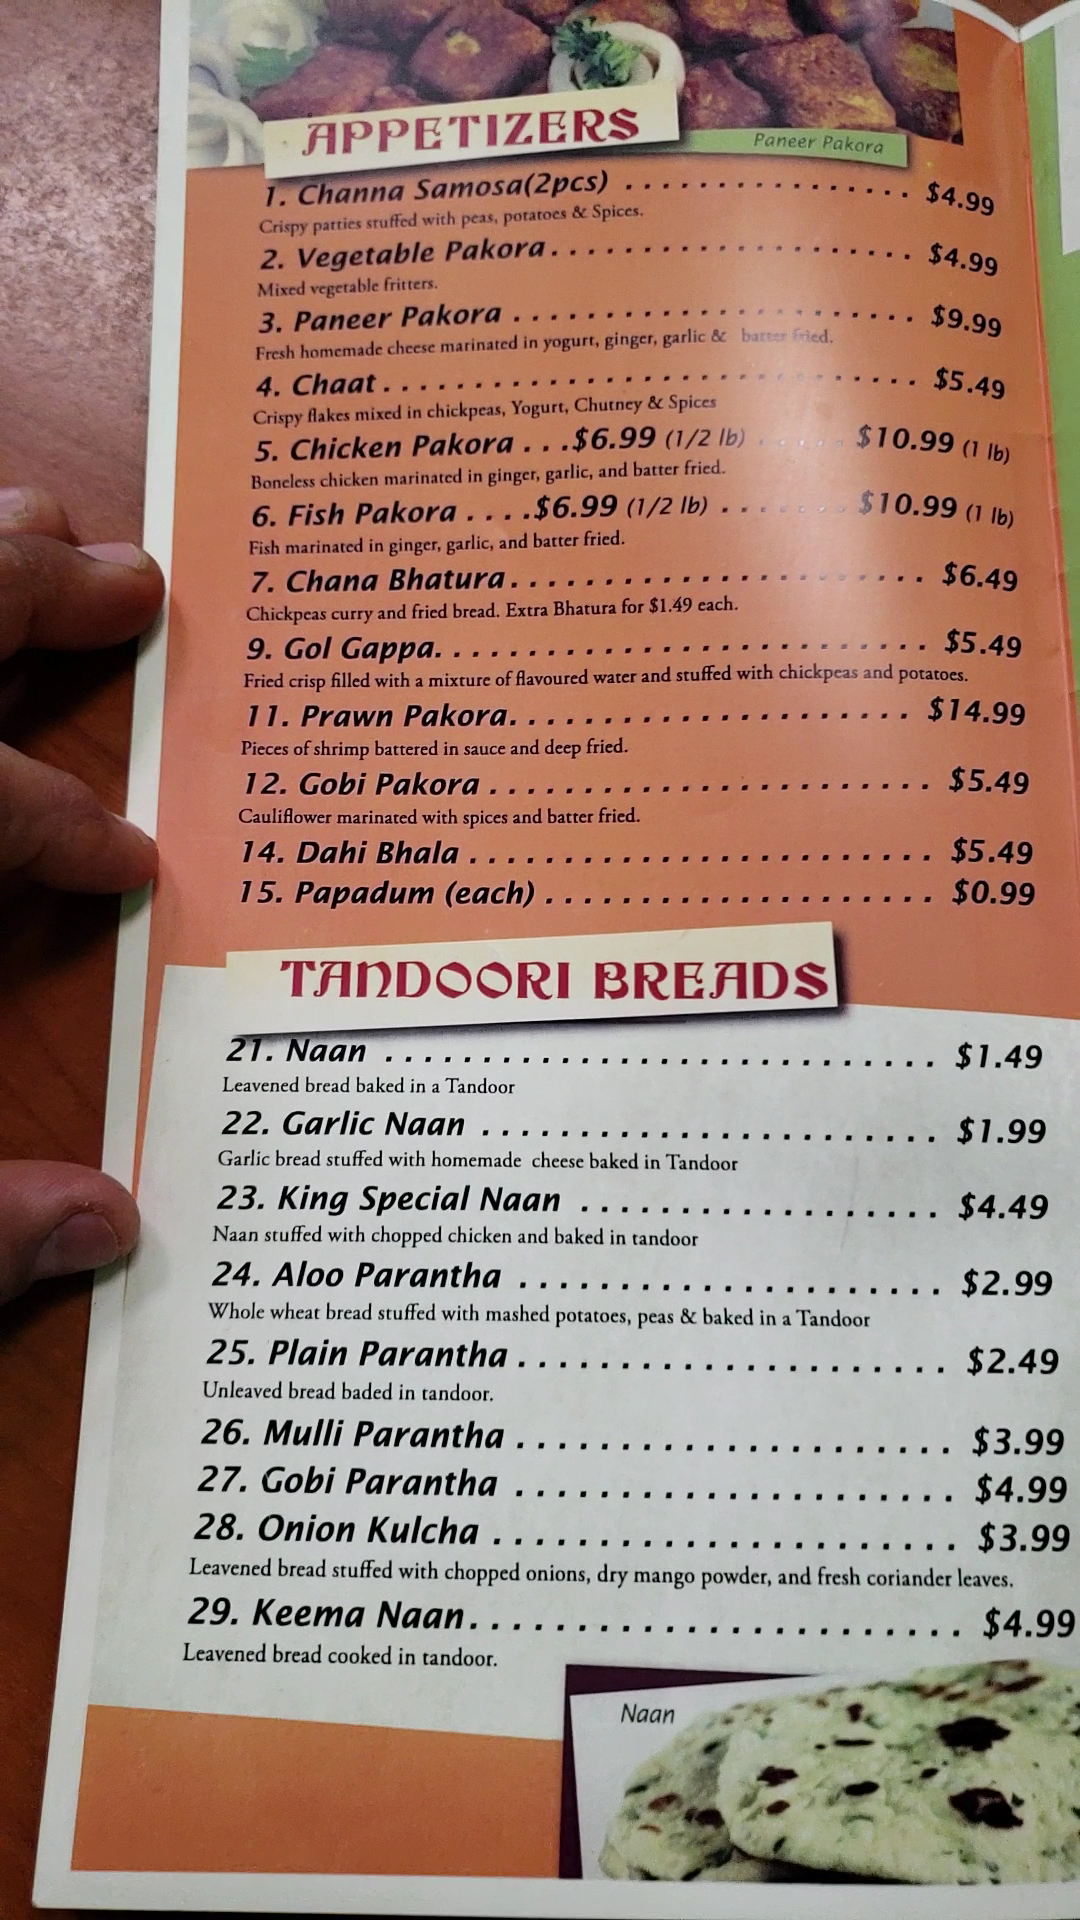 APPETIZERS
Paneer Pakora
1. Channa Samosa(2pcs) . . . . . . . . . . . . . . . . $4.99
Crispy patties stuffed with peas, potatoes & Spices.
2. Vegetable Pakora. . . . . . . . . . . . . . . . . . . . $4.99
Mixed vegetable fritters.
3. Paneer Pakora . . . . . . . . . . . . . . . . . . . . . . $9.99
Fresh homemade cheese marinated in yogurt, ginger, garlic & batter fried.
4. Chaat . . . . . . . . . . . . . . . . . . . . . . . . . . . . . $5.49
Crispy flakes mixed in chickpeas, Yogurt, Chutney & Spices
5. Chicken Pakora . . .$6.99 (1/2 lb) . . . . . $10.99 (1 lb)
Boneless chicken marinated in ginger, garlic, and batter fried.
6. Fish Pakora . . . .$6.99 (1/2 lb) . . . . . . . $10.99 (1 lb)
Fish marinated in ginger, garlic, and batter fried.
7. Chana Bhatura. . . . . . . . . . . . . . . . . . . . . . . $6.49
Chickpeas curry and fried bread. Extra Bhatura for $1.49 each.
9. Gol Gappa. . . . . . . . . . . . . . . . . . . . . . . . . . . $5.49
Fried crisp filled with a mixture of flavoured water and stuffed with chickpeas and potatoes.
11. Prawn Pakora. . . . . . . . . . . . . . . . . . . . . . $14.99
Pieces of shrimp battered in sauce and deep fried.
12. Gobi Pakora . . . . . . . . . . . . . . . . . . . . . . . . $5.49
Cauliflower marinated with spices and batter fried.
14. Dahi Bhala . . . . . . . . . . . . . . . . . . . . . . . . . $5.49
15. Papadum (each) . . . . . . . . . . . . . . . . . . . . . $0.99
TANDOORI BREADS
21. Naan . . . . . . . . . . . . . . . . . . . . . . . . . . . . . $1.49
Leavened bread baked in a Tandoor
22. Garlic Naan . . . . . . . . . . . . . . . . . . . . . . . . $1.99
Garlic bread stuffed with homemade cheese baked in Tandoor
23. King Special Naan . . . . . . . . . . . . . . . . . . . $4.49
Naan stuffed with chopped chicken and baked in tandoor
24. Aloo Parantha . . . . . . . . . . . . . . . . . . . . . . $2.99
Whole wheat bread stuffed with mashed potatoes, peas & baked in a Tandoor
25. Plain Parantha . . . . . . . . . . . . . . . . . . . . . . $2.49
Unleaved bread baded in tandoor.
26. Mulli Parantha . . . . . . . . . . . . . . . . . . . . . . $3.99
27. Gobi Parantha . . . . . . . . . . . . . . . . . . . . . . $4.99
28. Onion Kulcha . . . . . . . . . . . . . . . . . . . . . . . $3.99
Leavened bread stuffed with chopped onions, dry mango powder, and fresh coriander leaves.
29. Keema Naan. . . . . . . . . . . . . . . . . . . . . . . . . $4.99
Leavened bread cooked in tandoor.
Naan